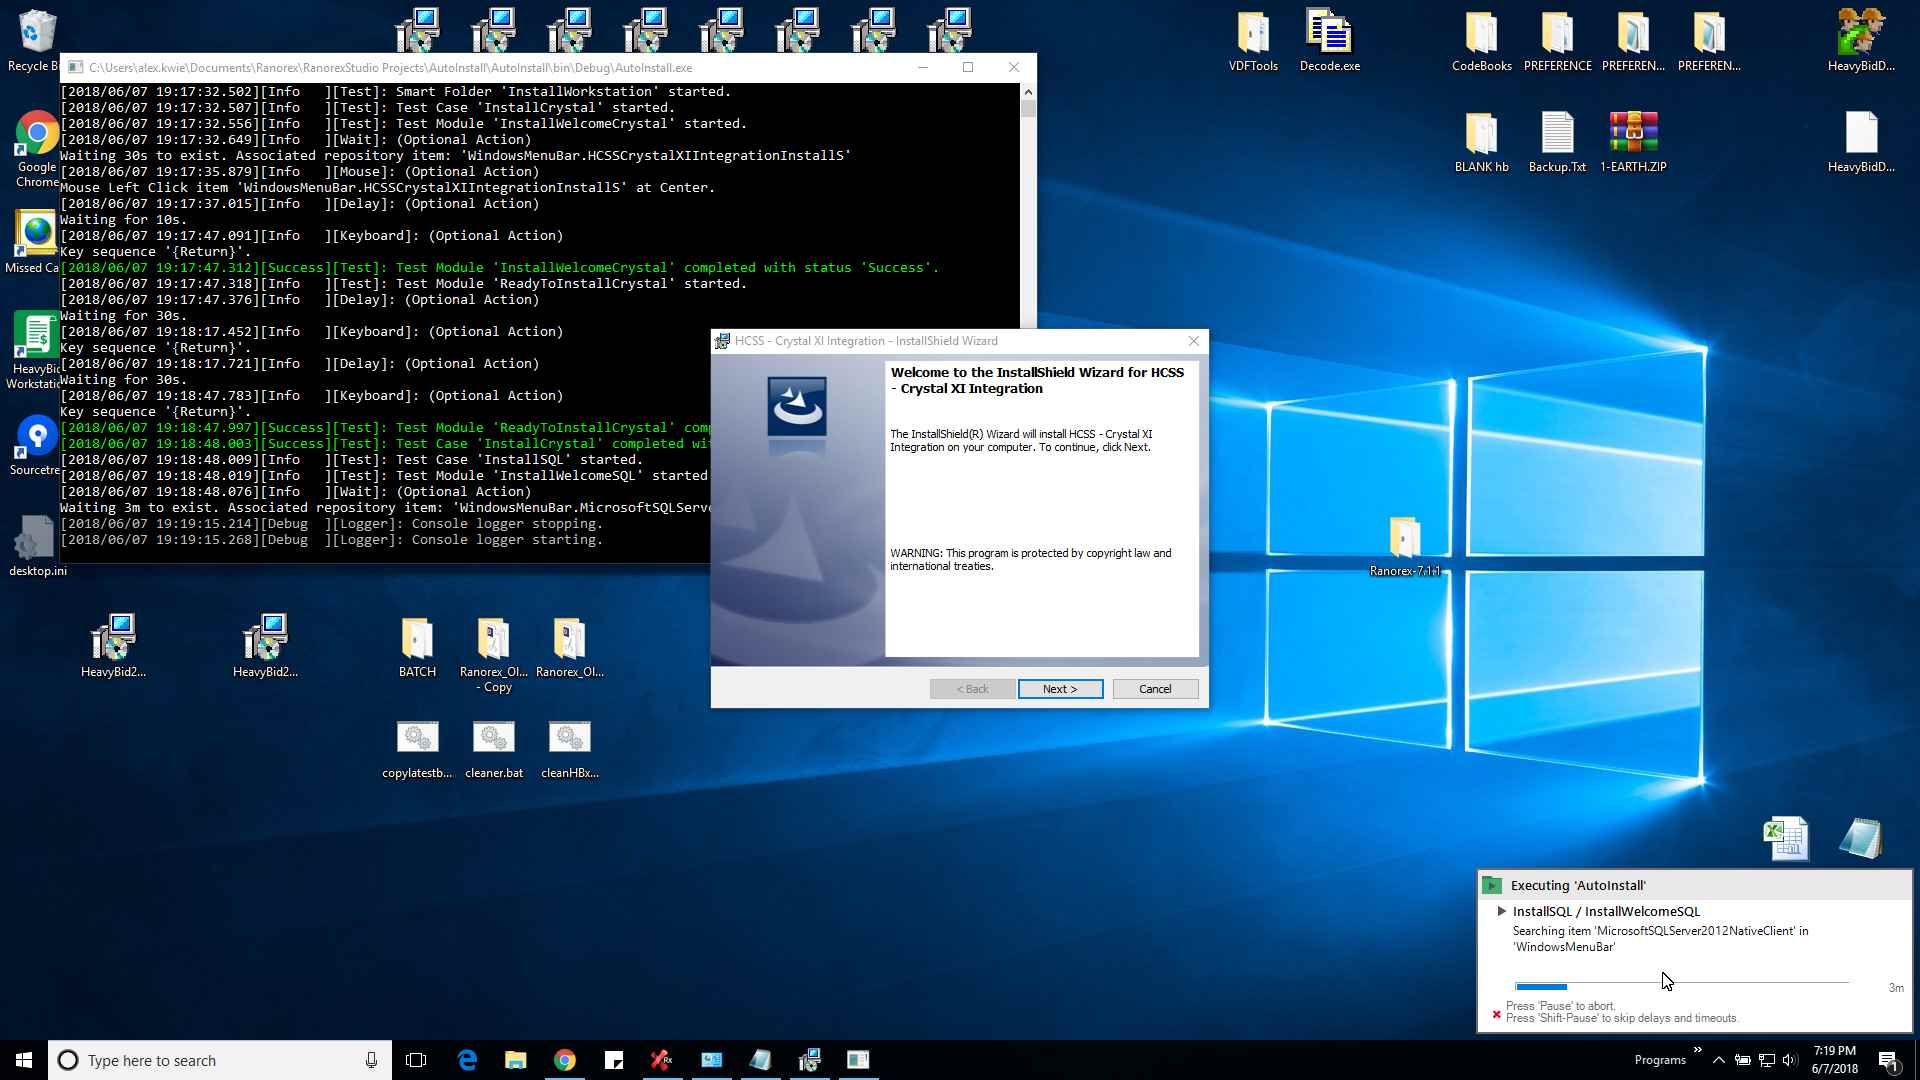 Recycle Bi
VDFTools
Decode.exe
CodeBooks
PREFERENCE
PREFEREN...
PREFEREN...
HeavyBidD...
C:\Users\alex.kwie\Documents\Ranorex\RanorexStudio Projects\AutoInstall\AutoInstall\bin\Debug\AutoInstall.exe
[2018/06/07 19:17:32.502][Info   ][Test]: Smart Folder 'InstallWorkstation' started.
[2018/06/07 19:17:32.507][Info   ][Test]: Test Case 'InstallCrystal' started.
[2018/06/07 19:17:32.556][Info   ][Test]: Test Module 'InstallWelcomeCrystal' started.
[2018/06/07 19:17:32.649][Info   ][Wait]: (Optional Action)
Waiting 30s to exist. Associated repository item: 'WindowsMenuBar.HCSSCrystalXIIntegrationInstallS'
[2018/06/07 19:17:35.879][Info   ][Mouse]: (Optional Action)
Mouse Left Click item 'WindowsMenuBar.HCSSCrystalXIIntegrationInstallS' at Center.
[2018/06/07 19:17:37.015][Info   ][Delay]: (Optional Action)
Waiting for 10s.
[2018/06/07 19:17:47.091][Info   ][Keyboard]: (Optional Action)
Key sequence '{Return}'.
[2018/06/07 19:17:47.312][Success][Test]: Test Module 'InstallWelcomeCrystal' completed with status 'Success'.
[2018/06/07 19:17:47.318][Info   ][Test]: Test Module 'ReadyToInstallCrystal' started.
[2018/06/07 19:17:47.376][Info   ][Delay]: (Optional Action)
Waiting for 30s.
[2018/06/07 19:18:17.452][Info   ][Keyboard]: (Optional Action)
Key sequence '{Return}'.
[2018/06/07 19:18:17.721][Info   ][Delay]: (Optional Action)
Waiting for 30s.
[2018/06/07 19:18:47.783][Info   ][Keyboard]: (Optional Action)
Key sequence '{Return}'.
[2018/06/07 19:18:47.997][Success][Test]: Test Module 'ReadyToInstallCrystal' comp
[2018/06/07 19:18:48.003][Success][Test]: Test Case 'InstallCrystal' completed wit
[2018/06/07 19:18:48.009][Info   ][Test]: Test Case 'InstallSQL' started.
[2018/06/07 19:18:48.019][Info   ][Test]: Test Module 'InstallWelcomeSQL' started
[2018/06/07 19:18:48.076][Info   ][Wait]: (Optional Action)
Waiting 3m to exist. Associated repository item: 'WindowsMenuBar.MicrosoftSQLServe
[2018/06/07 19:19:15.214][Debug  ][Logger]: Console logger stopping.
[2018/06/07 19:19:15.268][Debug  ][Logger]: Console logger starting.
Google
Chrome
Missed Ca
HeavyBid
Workstatio
Sourcetre
desktop.ini
BLANK hb
Backup.Txt
1-EARTH.ZIP
HeavyBidD...
HCSS - Crystal XI Integration - InstallShield Wizard
Welcome to the InstallShield Wizard for HCSS
- Crystal XI Integration
The InstallShield(R) Wizard will install HCSS - Crystal XI
Integration on your computer. To continue, click Next.
WARNING: This program is protected by copyright law and
international treaties.
< Back
Next >
Cancel
Ranorex-7.1.1
HeavyBid2...
HeavyBid2...
BATCH
Ranorex_Ol...
- Copy
Ranorex_Ol...
copylatestb...
cleaner.bat
cleanHBx...
Executing 'AutoInstall'
InstallSQL / InstallWelcomeSQL
Searching item 'MicrosoftSQLServer2012NativeClient' in
'WindowsMenuBar'
3m
Press 'Pause' to abort.
Press 'Shift-Pause' to skip delays and timeouts.
Type here to search
Programs
7:19 PM
6/7/2018
1